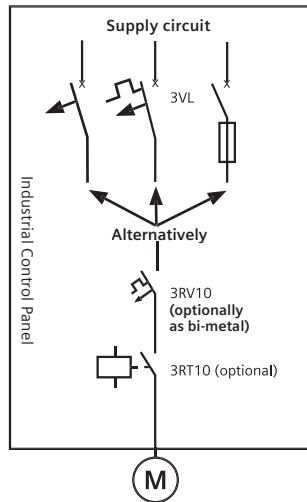 Supply circuit
3VL
Industrial Control Panel
Alternatively
3RV10
(optionally
as bi-metal)
3RT10 (optional)
M